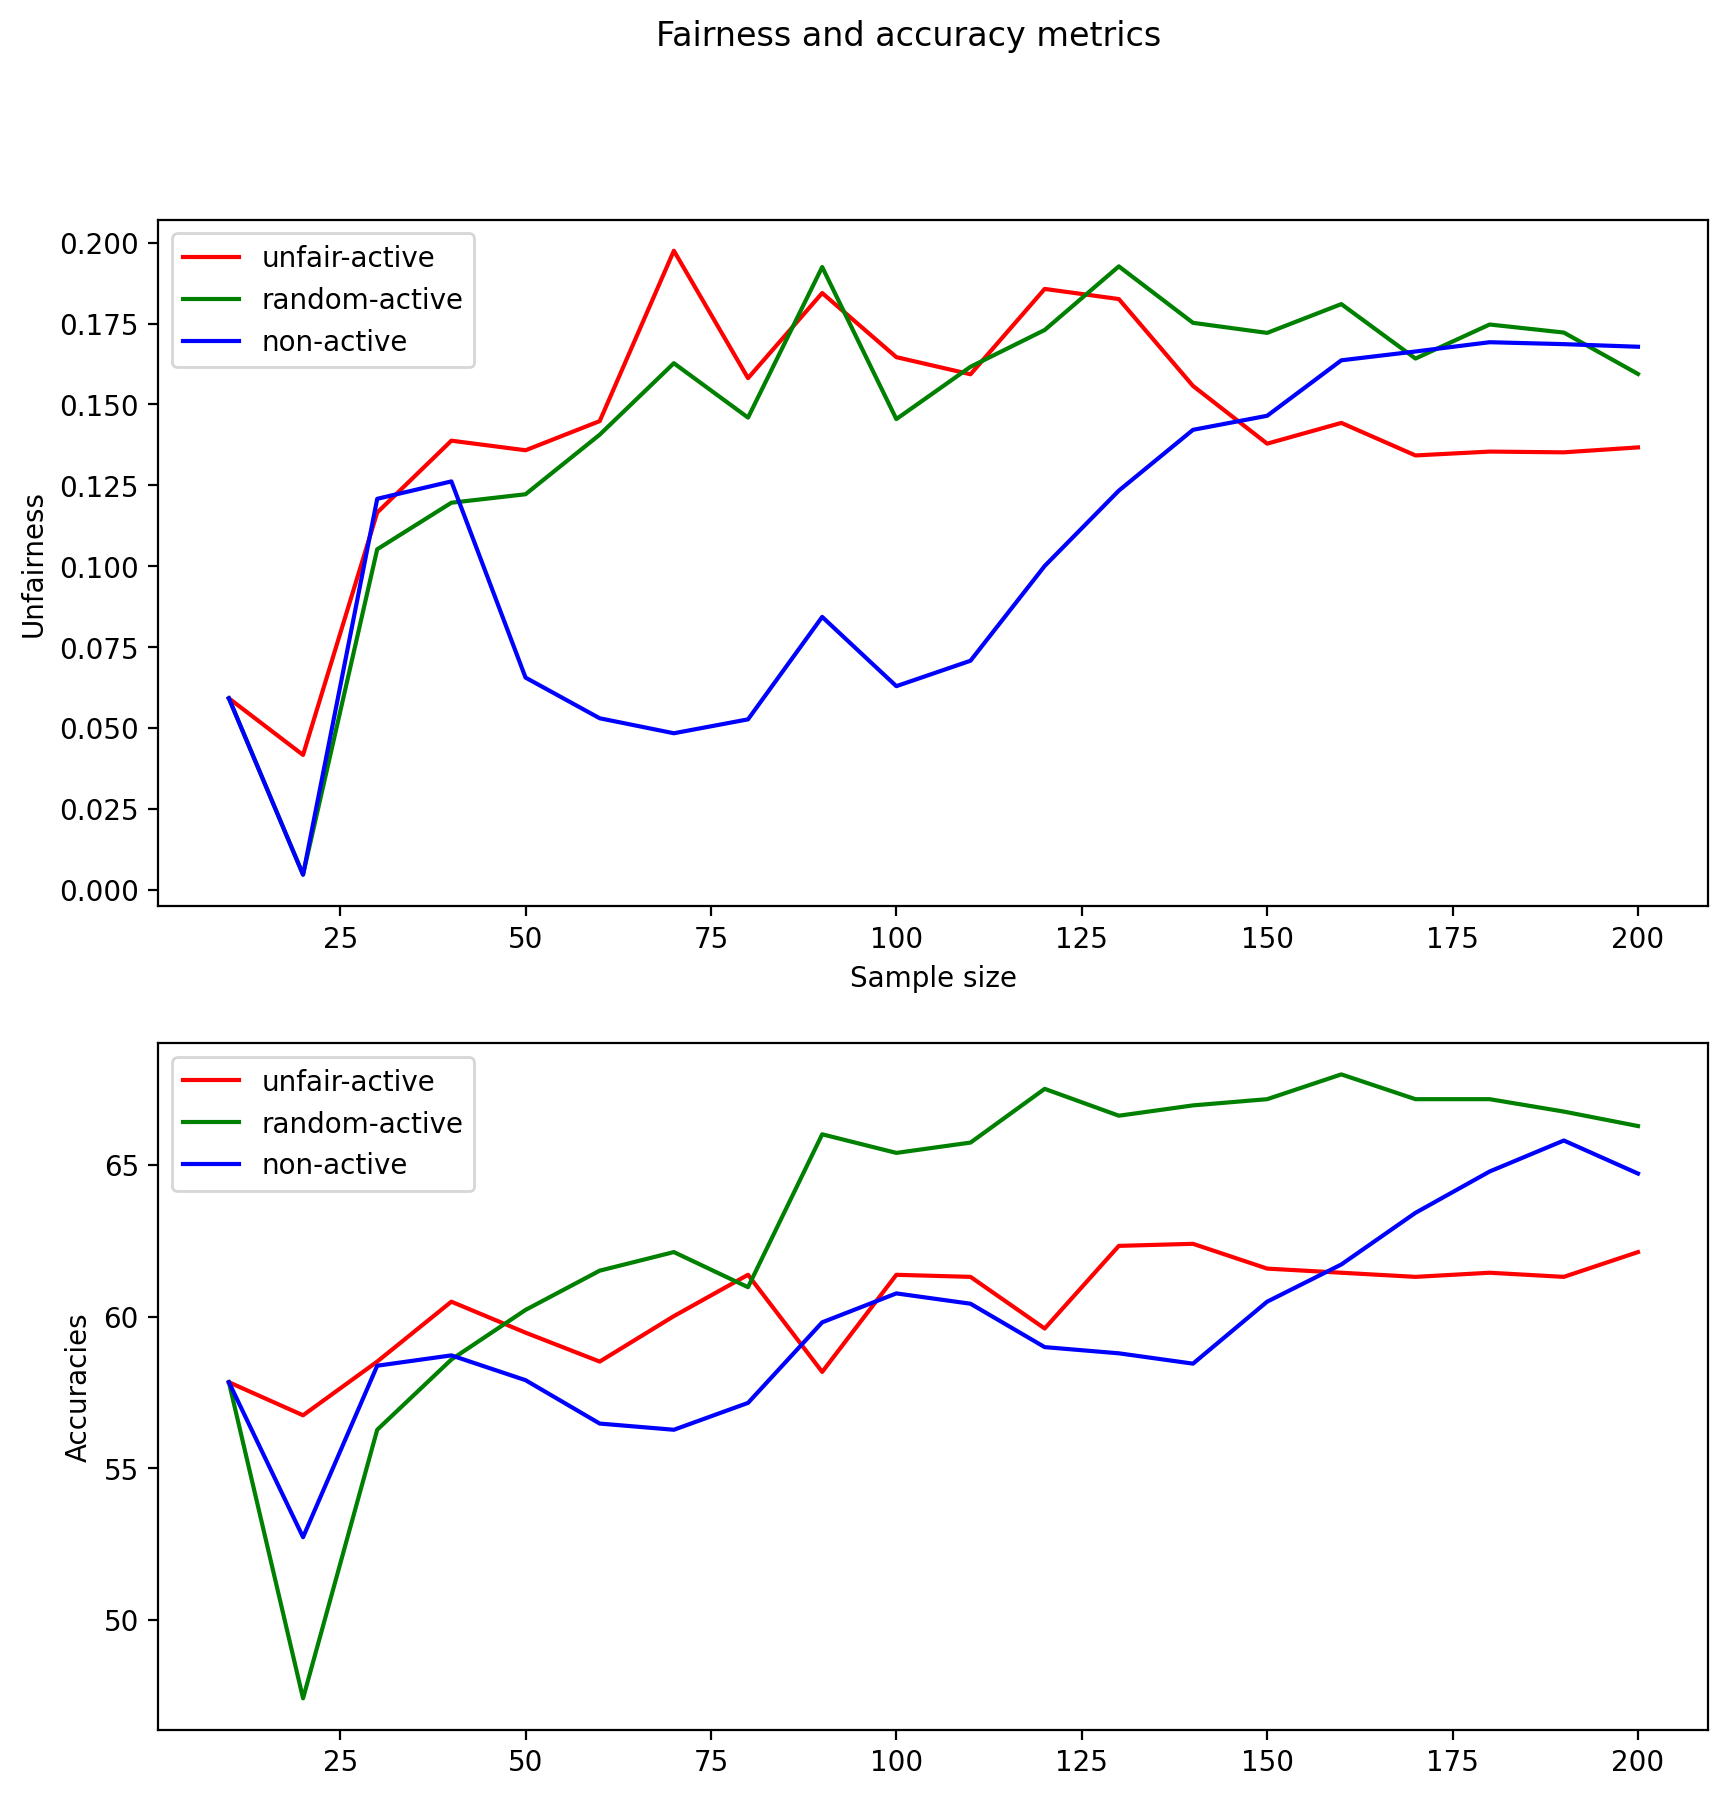 Fairness and accuracy metrics
unfair-active
random-active
non-active
Unfairness
0.200
0.175
0.150
0.125
0.100
0.075
0.050
0.025
0.000
25 50 75 100 125 150 175 200
Sample size
unfair-active
random-active
non-active
Accuracies
65
60
55
50
25 50 75 100 125 150 175 200